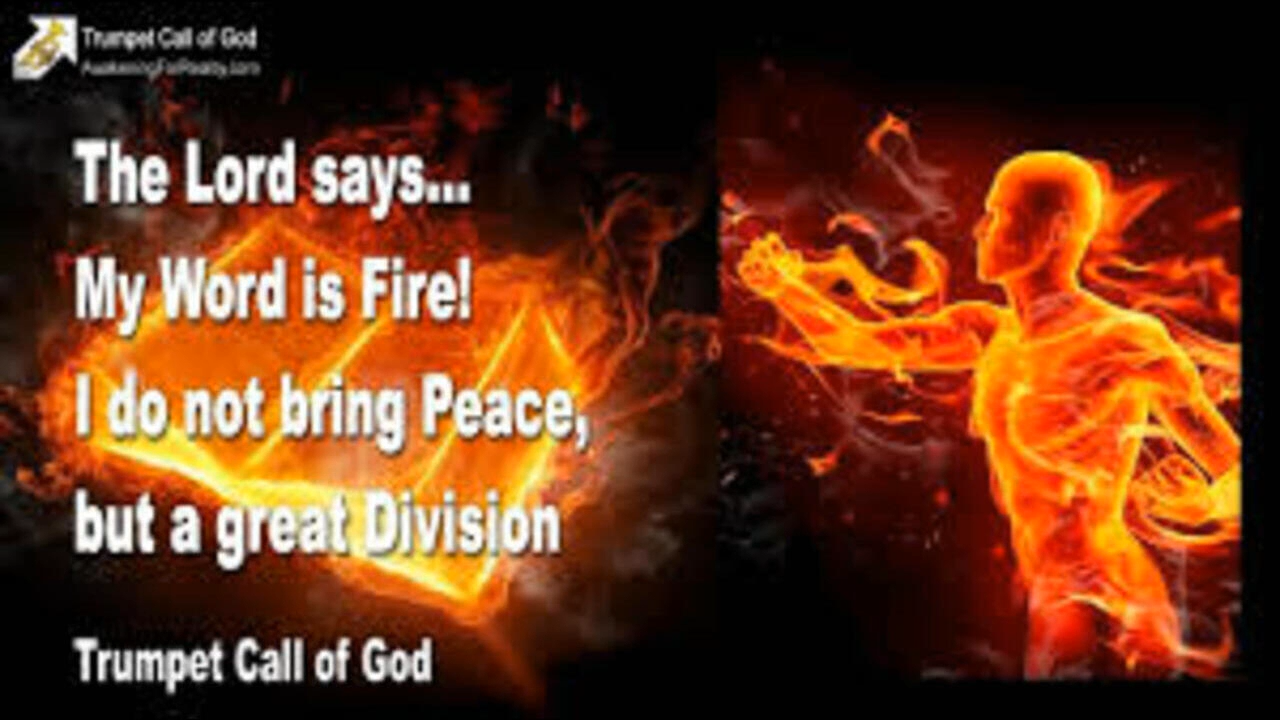 Trumpet Call of God
AwakeningForReality.com
The Lord says...
My Word is Fire!
I do not bring Peace,
but a great Division
Trumpet Call of God